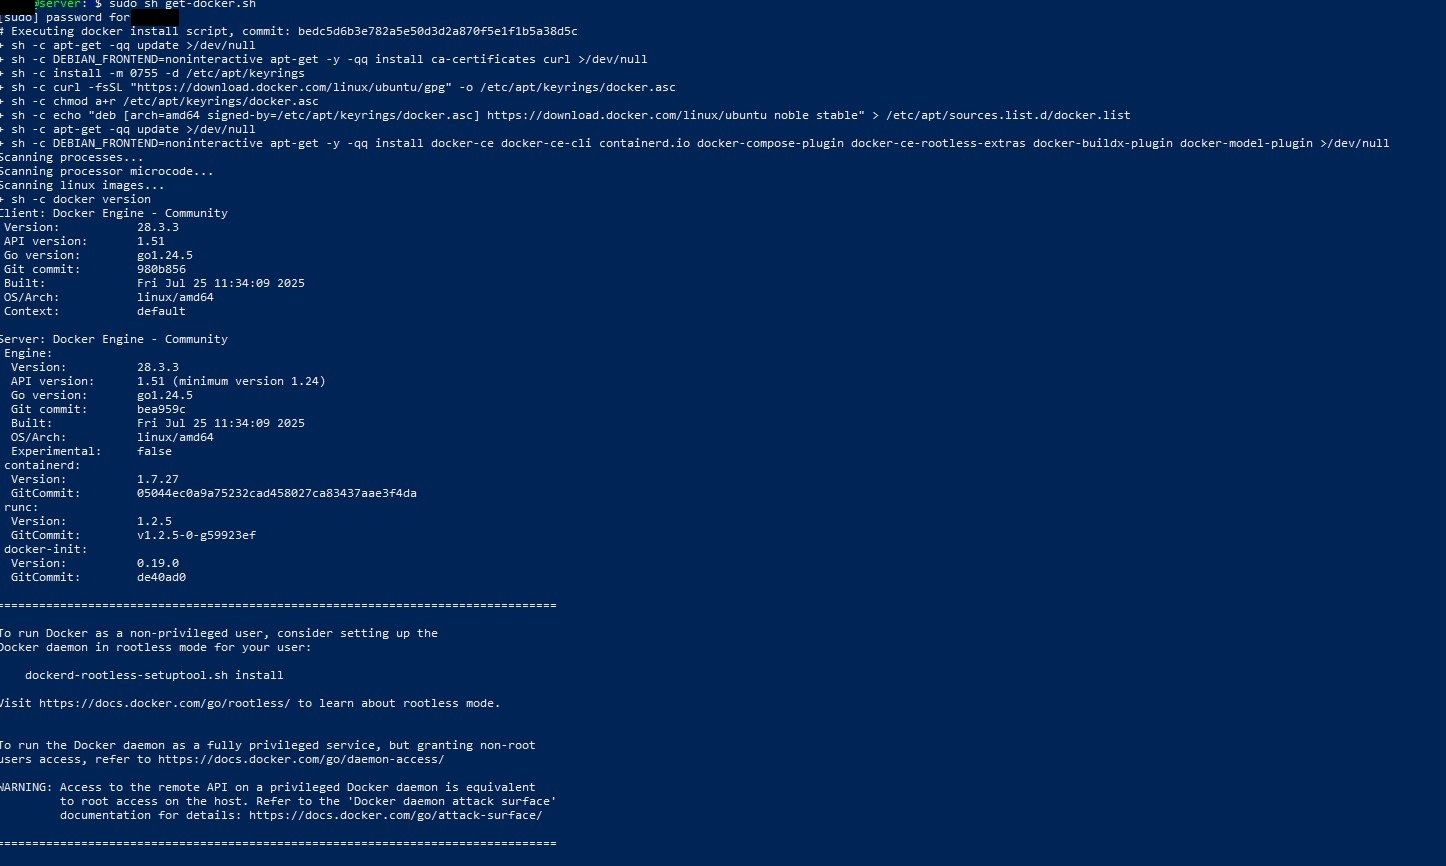 @server: $ sudo sh get-docker.sh
[sudo] password for
# Executing docker install script, commit: bedc5d6b3e782a5e50d3d2a870f5e1f1b5a38d5c
+ sh -c apt-get -qq update >/dev/null
+ sh -c DEBIAN_FRONTEND=noninteractive apt-get -y -qq install ca-certificates curl >/dev/null
+ sh -c install -m 0755 -d /etc/apt/keyrings
+ sh -c curl -fsSL "https://download.docker.com/linux/ubuntu/gpg" -o /etc/apt/keyrings/docker.asc
+ sh -c chmod a+r /etc/apt/keyrings/docker.asc
+ sh -c echo "deb [arch=amd64 signed-by=/etc/apt/keyrings/docker.asc] https://download.docker.com/linux/ubuntu noble stable" > /etc/apt/sources.list.d/docker.list
+ sh -c apt-get -qq update >/dev/null
+ sh -c DEBIAN_FRONTEND=noninteractive apt-get -y -qq install docker-ce docker-ce-cli containerd.io docker-compose-plugin docker-ce-rootless-extras docker-buildx-plugin docker-model-plugin >/dev/null
Scanning processes...
Scanning processor microcode...
Scanning linux images...
+ sh -c docker version
Client: Docker Engine - Community
Version: 28.3.3
API version: 1.51
Go version: go1.24.5
Git commit: 980b856
Built: Fri Jul 25 11:34:09 2025
OS/Arch: linux/amd64
Context: default
Server: Docker Engine - Community
Engine:
Version: 28.3.3
API version: 1.51 (minimum version 1.24)
Go version: go1.24.5
Git commit: bea959c
Built: Fri Jul 25 11:34:09 2025
OS/Arch: linux/amd64
Experimental: false
containerd:
Version: 1.7.27
GitCommit: 05044ec0a9a75232cad458027ca83437aae3f4da
runc:
Version: 1.2.5
GitCommit: v1.2.5-0-g59923ef
docker-init:
Version: 0.19.0
GitCommit: de40ad0
================================================================================
To run Docker as a non-privileged user, consider setting up the
Docker daemon in rootless mode for your user:
dockerd-rootless-setuptool.sh install
Visit https://docs.docker.com/go/rootless/ to learn about rootless mode.
To run the Docker daemon as a fully privileged service, but granting non-root
users access, refer to https://docs.docker.com/go/daemon-access/
WARNING: Access to the remote API on a privileged Docker daemon is equivalent
to root access on the host. Refer to the 'Docker daemon attack surface'
documentation for details: https://docs.docker.com/go/attack-surface/
================================================================================